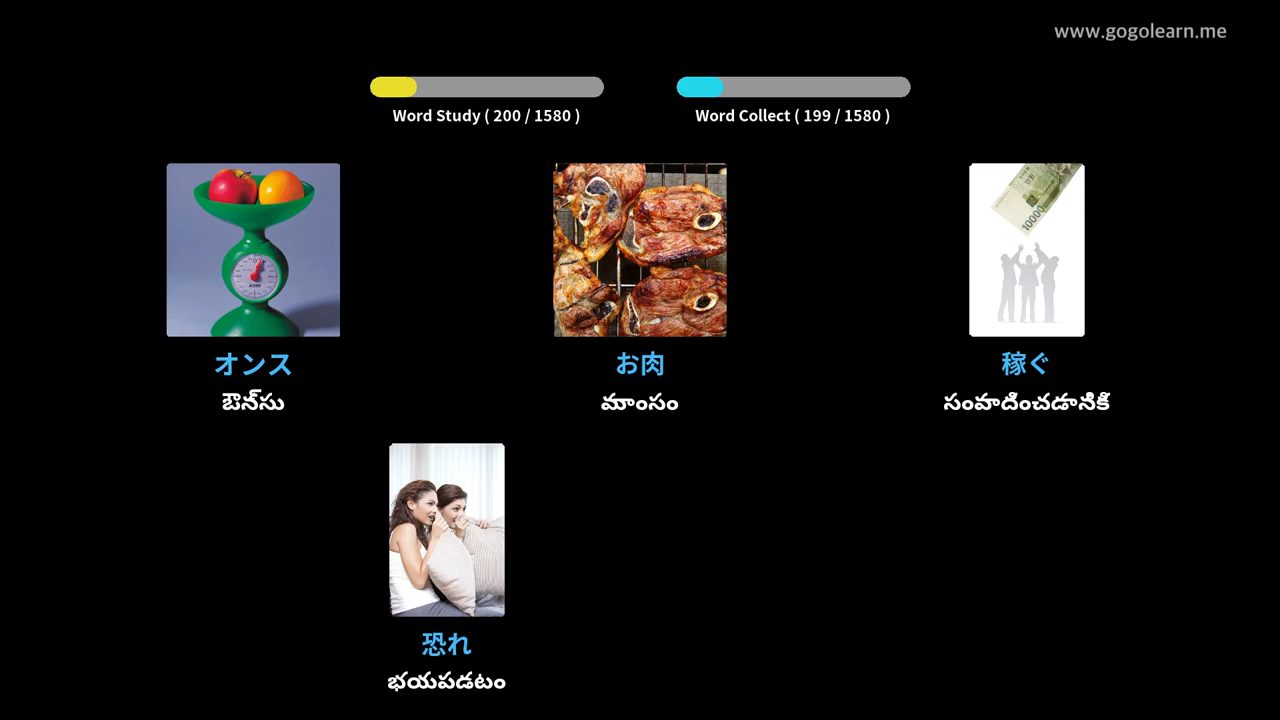 www.gogolearn.me
Word Study ( 200 / 1580 )
Word Collect ( 199 / 1580 )
オンス
ఔన్‌సు
お肉
మాంసం
10000
稼ぐ
సంపాదించడానికి
恐れ
భయపడటం